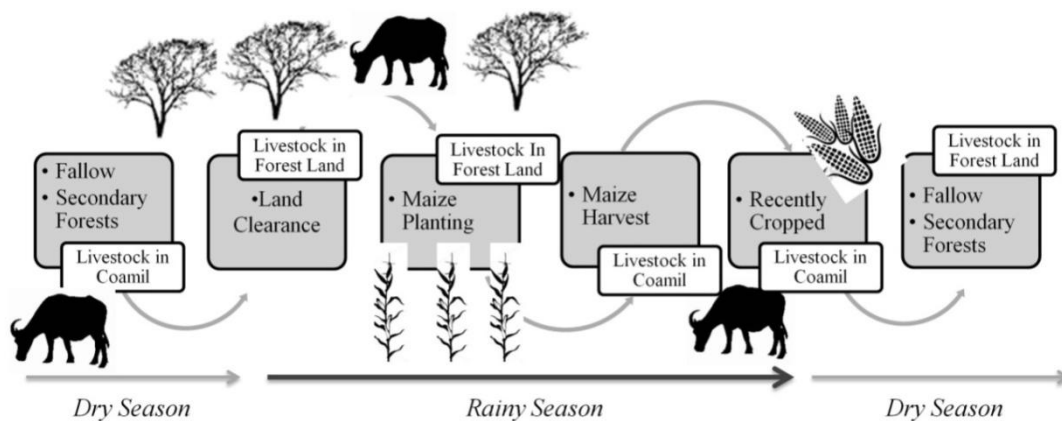 • Fallow
• Secondary
Forests
Livestock in
Coamil
Livestock in
Forest Land
•Land
Clearance
Livestock In
Forest Land
• Maize
Planting
• Maize
Harvest
Livestock in
Coamil
• Recently
Cropped
Livestock in
Coamil
Livestock in
Forest Land
• Fallow
• Secondary
Forests
Dry Season
Rainy Season
Dry Season